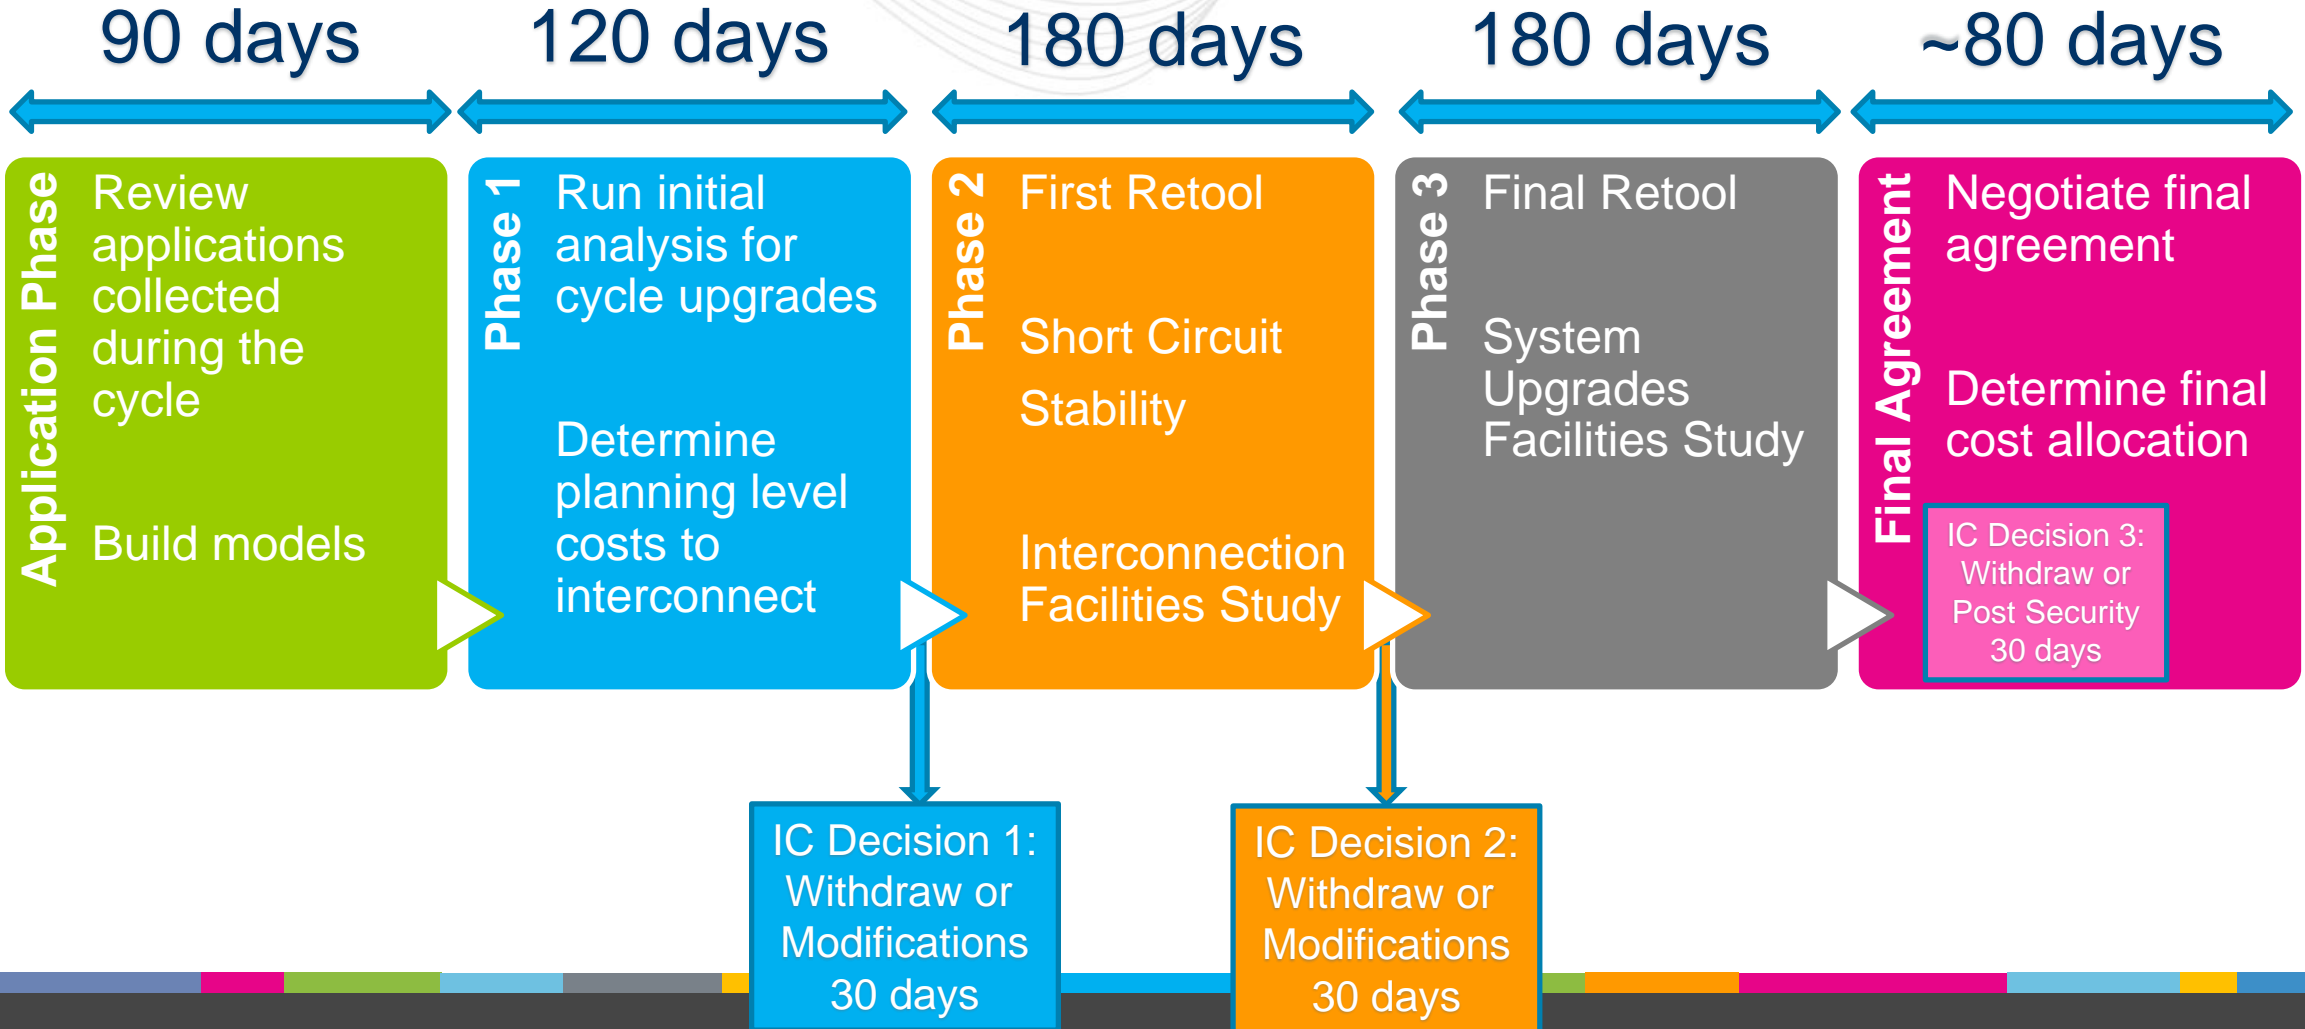 90 days
120 days
180 days
180 days
~80 days
Application Phase
Review
applications
collected
during the
cycle
Build models
Phase 1
Run initial
analysis for
cycle upgrades
Determine
planning level
costs to
interconnect
Phase 2
First Retool
Short Circuit
Stability
Interconnection
Facilities Study
Phase 3
Final Retool
System
Upgrades
Facilities Study
Final Agreement
Negotiate final
agreement
Determine final
cost allocation
IC Decision 3:
Withdraw or
Post Security
30 days
IC Decision 1:
Withdraw or
Modifications
30 days
IC Decision 2:
Withdraw or
Modifications
30 days